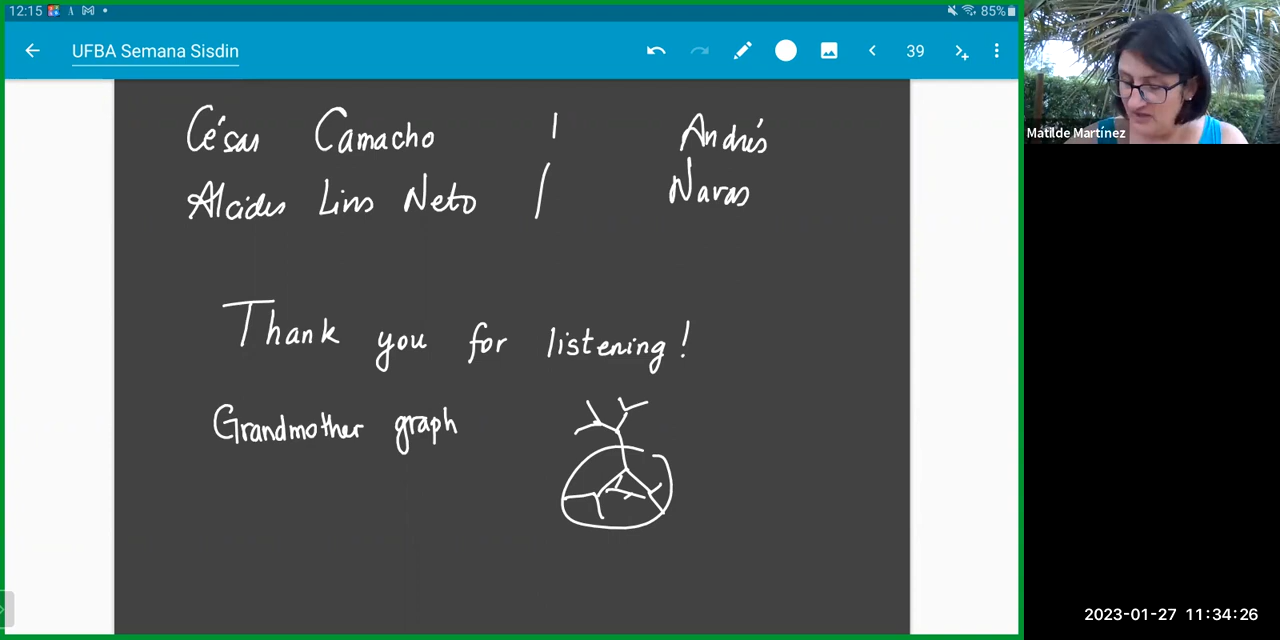 12:15 85%
UFBA Semana Sisdin 39
César Camacho Andrés
Alcides Lins Neto Navas
Thank you for listening!
Grandmother graph
Matilde Martínez
2023-01-27 11:34:26